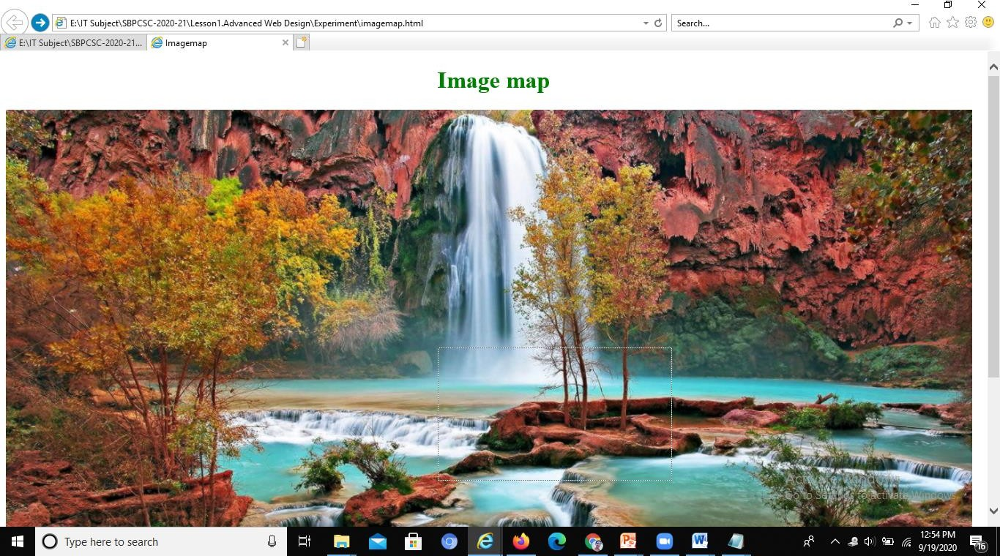 E:\IT Subject\SBPCSC-2020-21\Lesson1.Advanced Web Design\Experiment\imagemap.html
Search...
E:\IT Subject\SBPCSC-2020-21...
Imagemap
Image map
Activate Windows
Go to Settings to activate Windows.
Type here to search
12:54 PM
9/19/2020
16